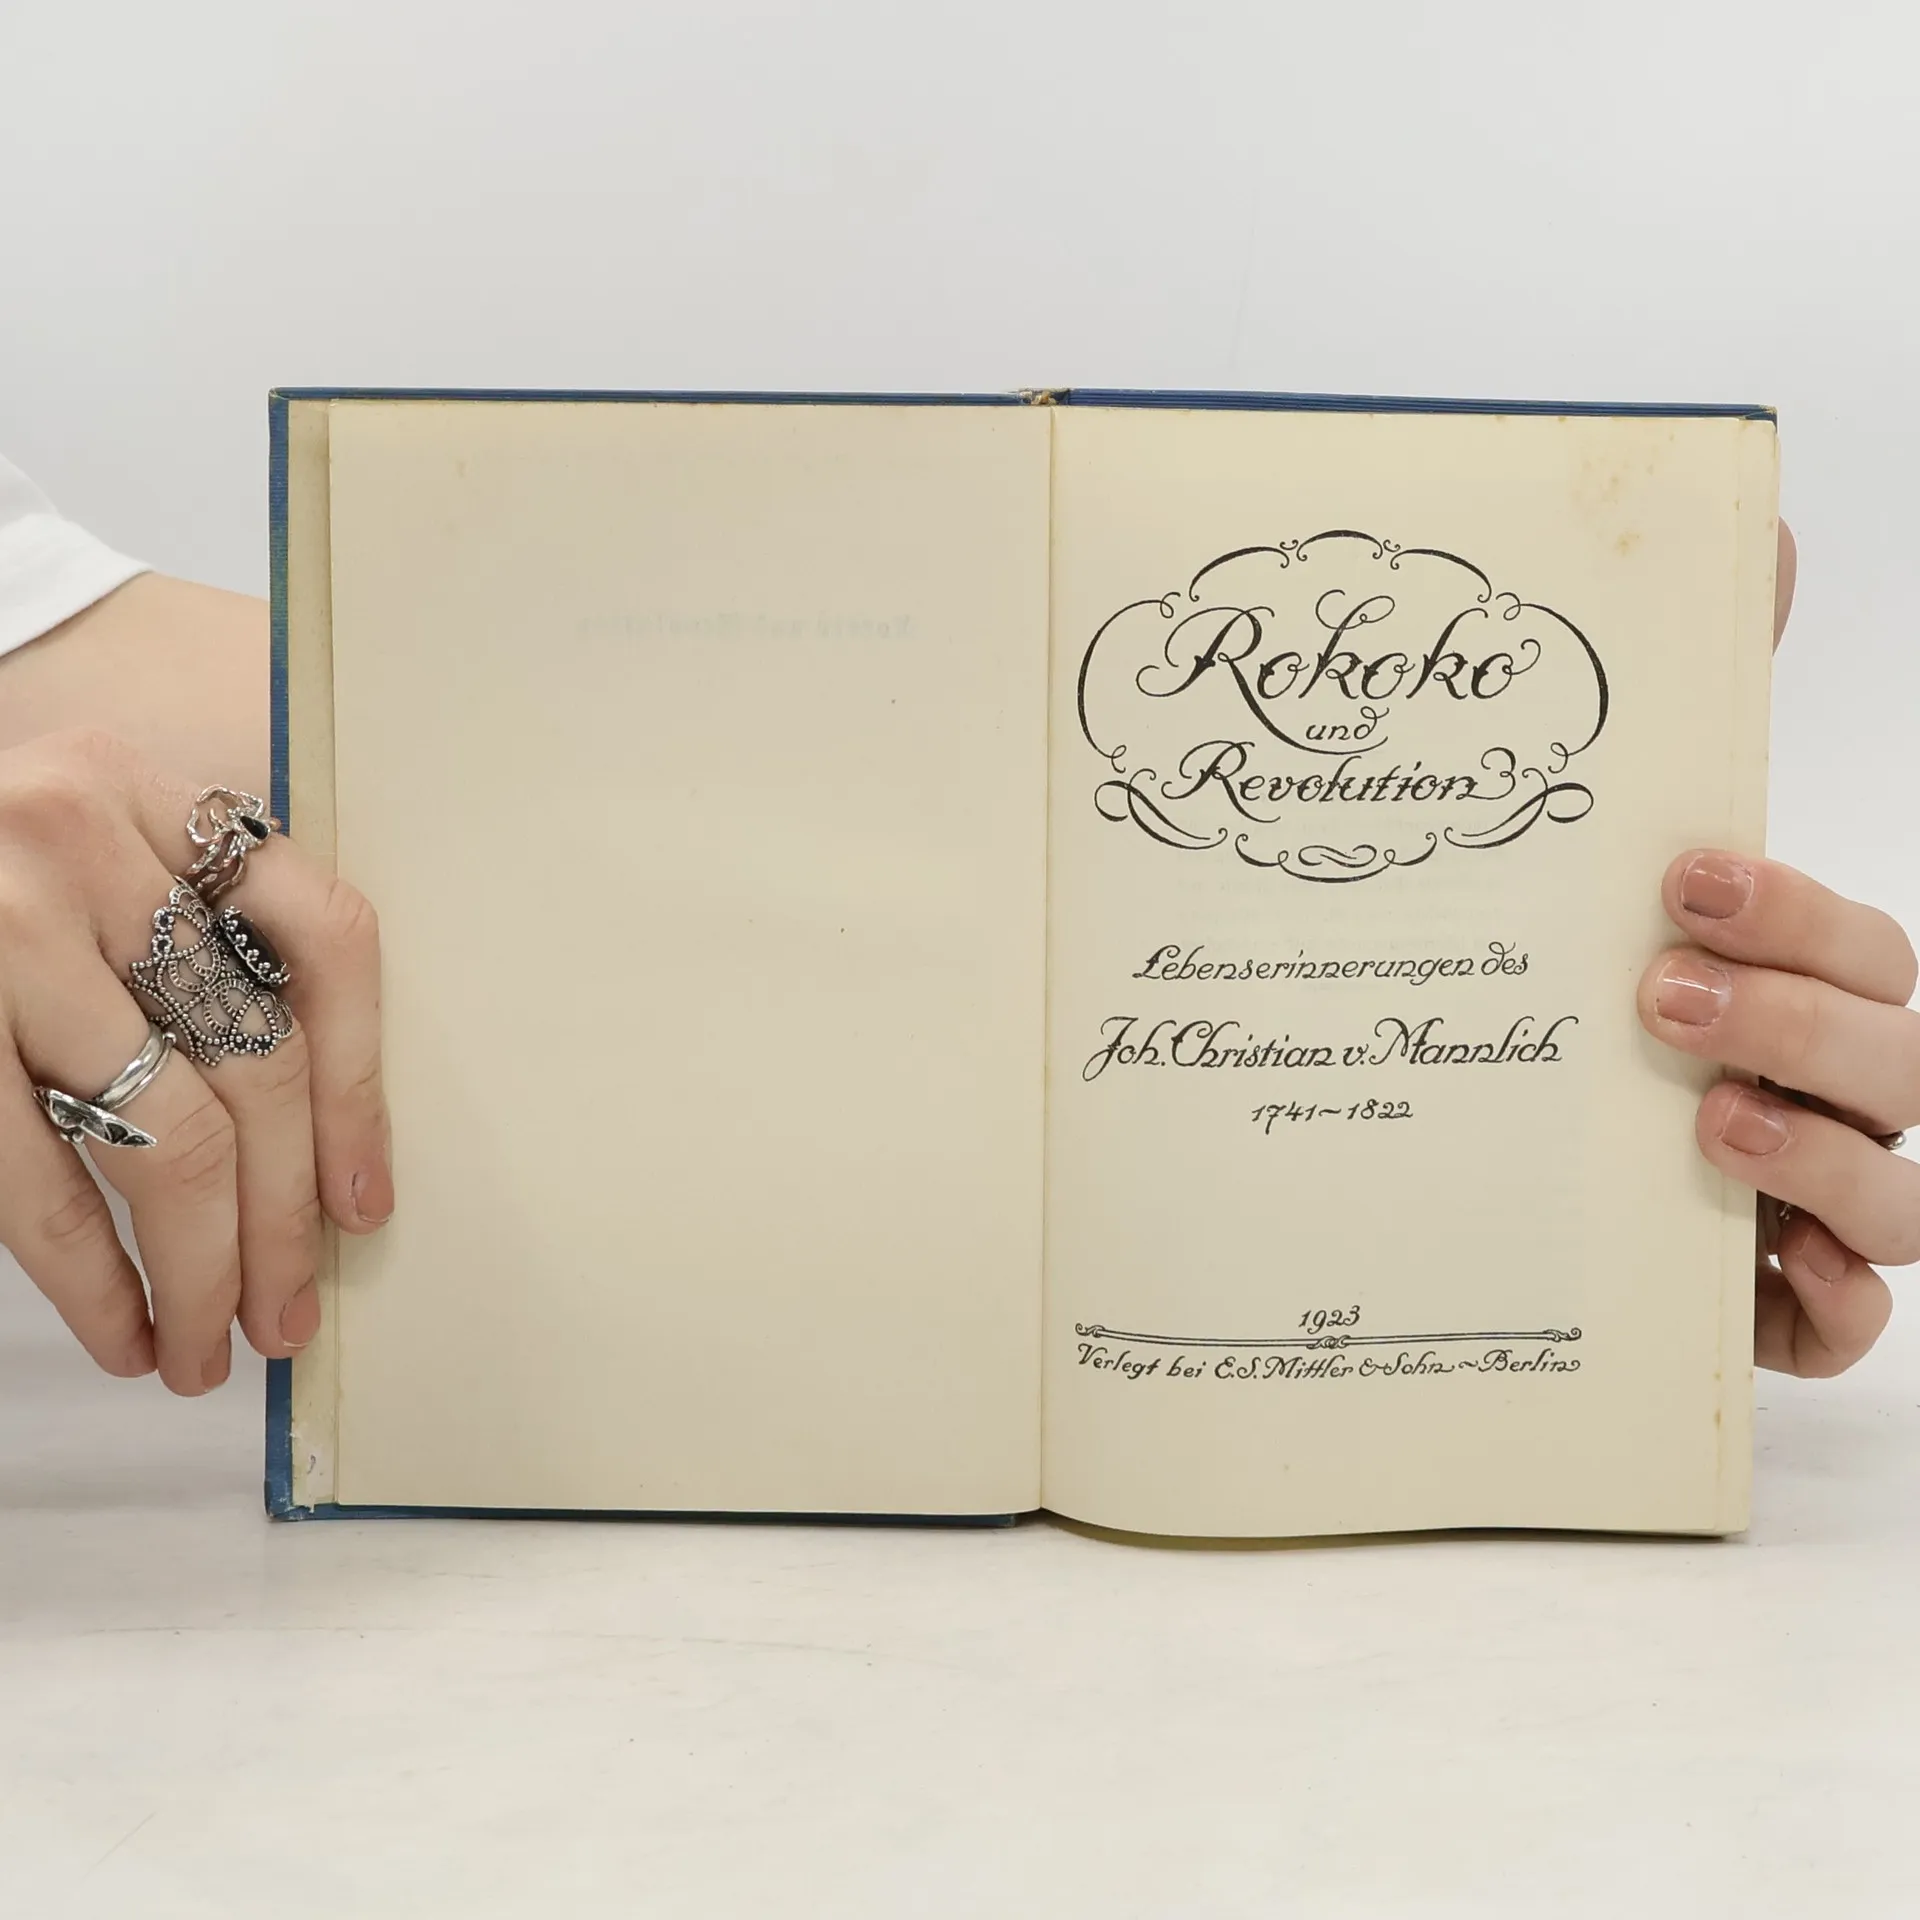 Rokoko
und
Revolution
Lebenserinnerungen des
Joh. Christian v. Mannlich
1741~1822
1923
Verlegt bei E. S. Mittler & Sohn ~ Berlin